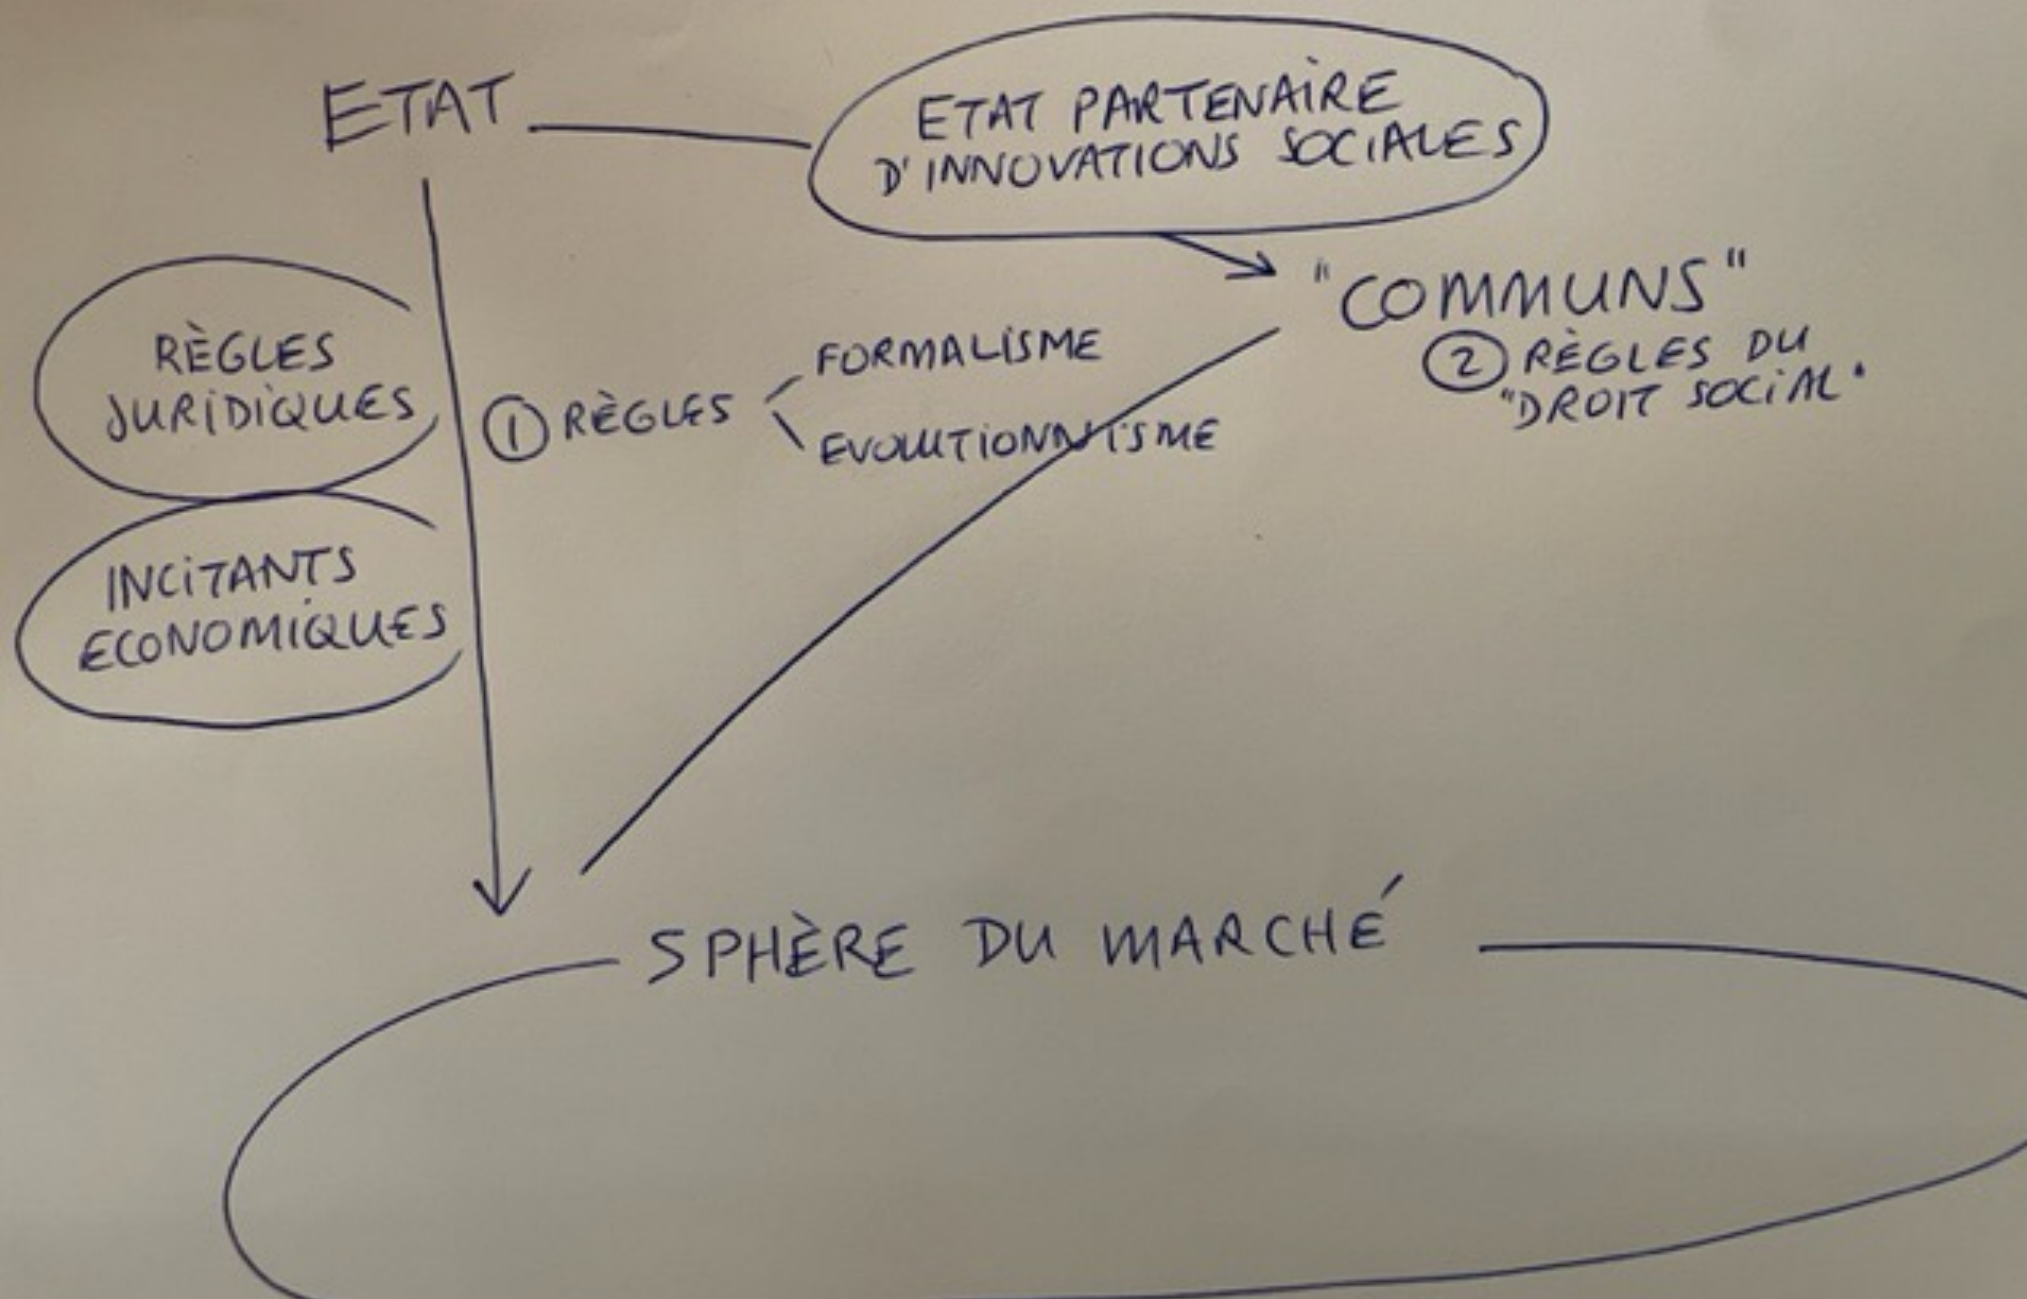 ETAT
ETAT PARTENAIRE
D'INNOVATIONS SOCIALES
"COMMUNS"
② RÈGLES DU
"DROIT SOCIAL"
RÈGLES
JURIDIQUES
① RÈGLES
FORMALISME
EVOLUTIONNISME
INCITANTS
ECONOMIQUES
SPHÈRE DU MARCHÉ